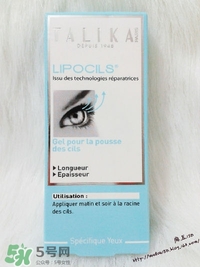 TALIKA
DEPUIS 1948
LIPOCILS®
Issu des technologies réparatrices
Gel pour la pousse
des cils
Longueur
Epaisseur
Utilisation :
Appliquer matin et soir à la racine
des cils.
Spécifique Yeux
5号网